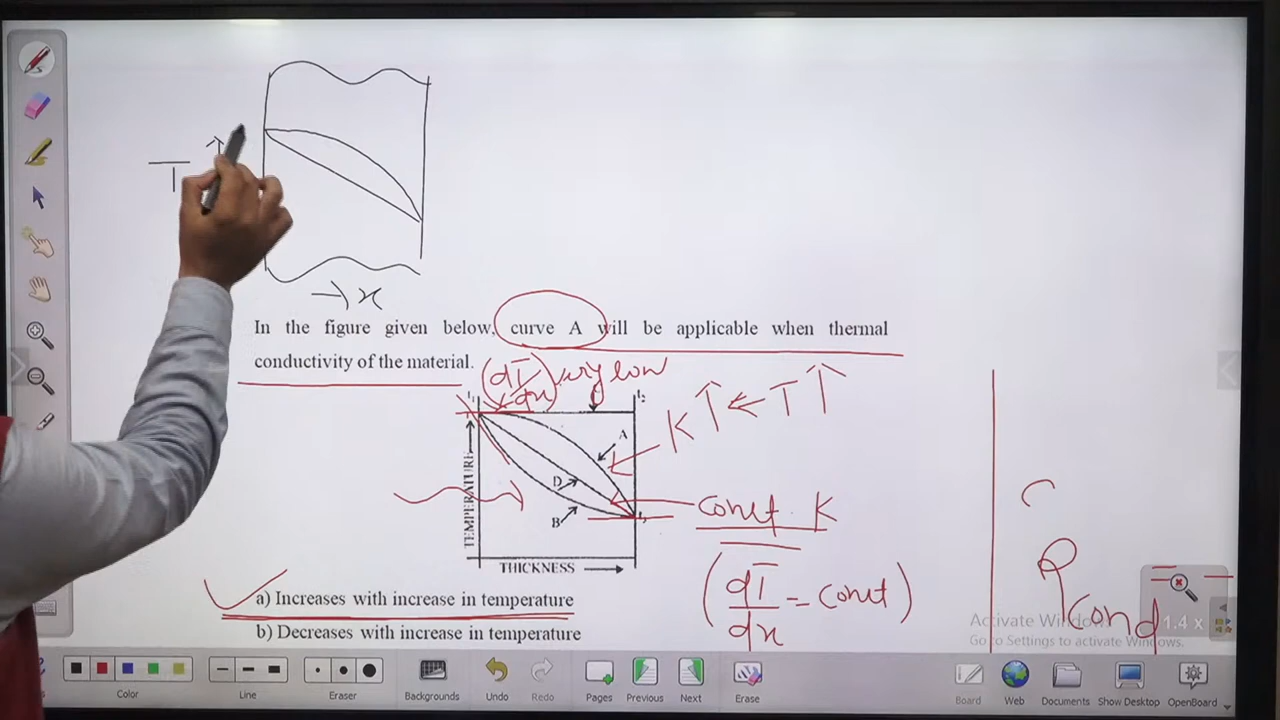 T ↑
→ x
In the figure given below, curve A will be applicable when thermal
conductivity of the material.
(dT/dx) very low
K ↑ ← T ↑
A
D
B
TEMPERATURE
THICKNESS
const. K
(dT/dx = const)
a) Increases with increase in temperature
b) Decreases with increase in temperature
cond
1.4 x
Activate Windows
Go to Settings to activate Windows.
Color
Line
Eraser
Backgrounds
Undo
Redo
Pages
Previous
Next
Erase
Board
Web
Documents
Show Desktop
OpenBoard